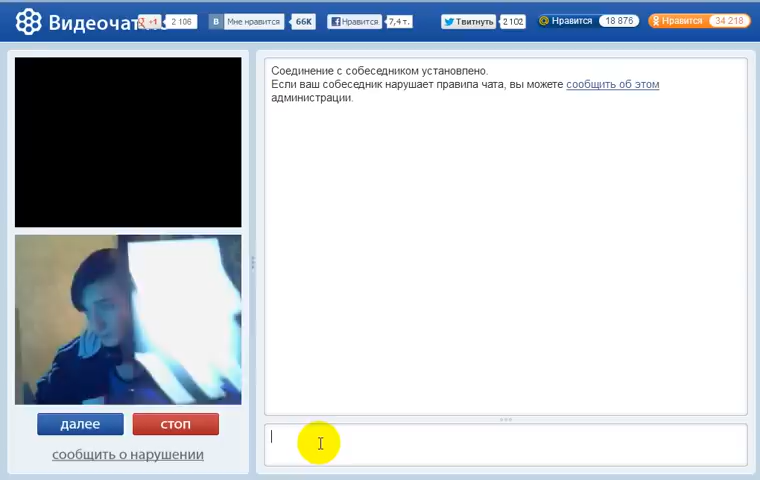 Видеочат
+1 2 106
Мне нравится 66K
Нравится 7,4 т.
Твитнуть 2 102
Нравится 18 876
Нравится 34 218
Соединение с собеседником установлено.
Если ваш собеседник нарушает правила чата, вы можете сообщить об этом
администрации.
далее
стоп
сообщить о нарушении